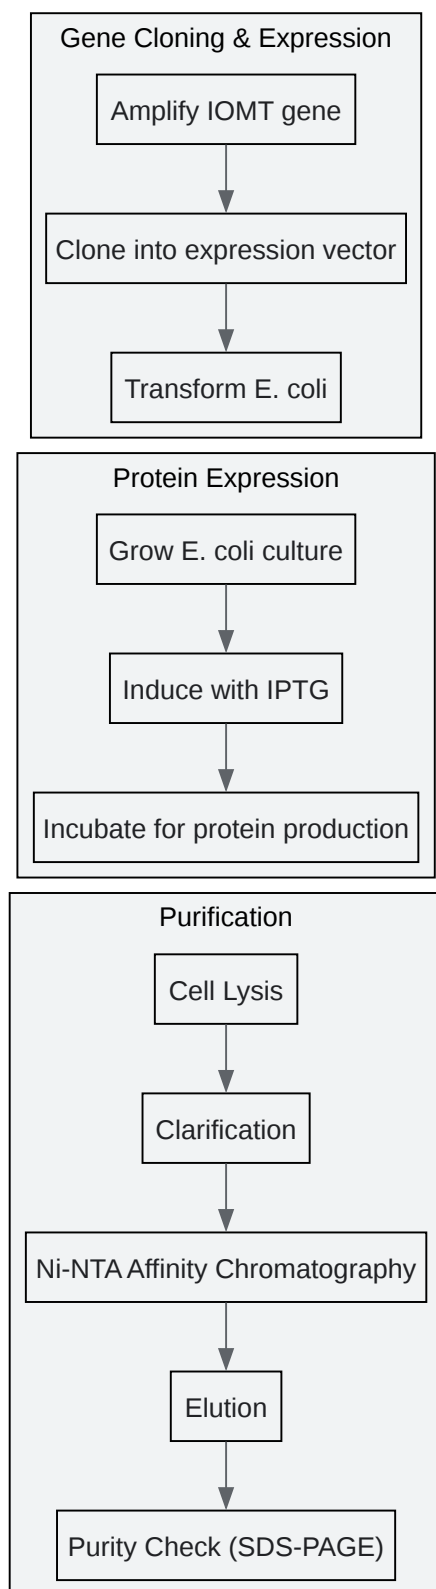 Gene Cloning & Expression
Amplify IOMT gene
Clone into expression vector
Transform E. coli
Protein Expression
Grow E. coli culture
Induce with IPTG
Incubate for protein production
Purification
Cell Lysis
Clarification
Ni-NTA Affinity Chromatography
Elution
Purity Check (SDS-PAGE)